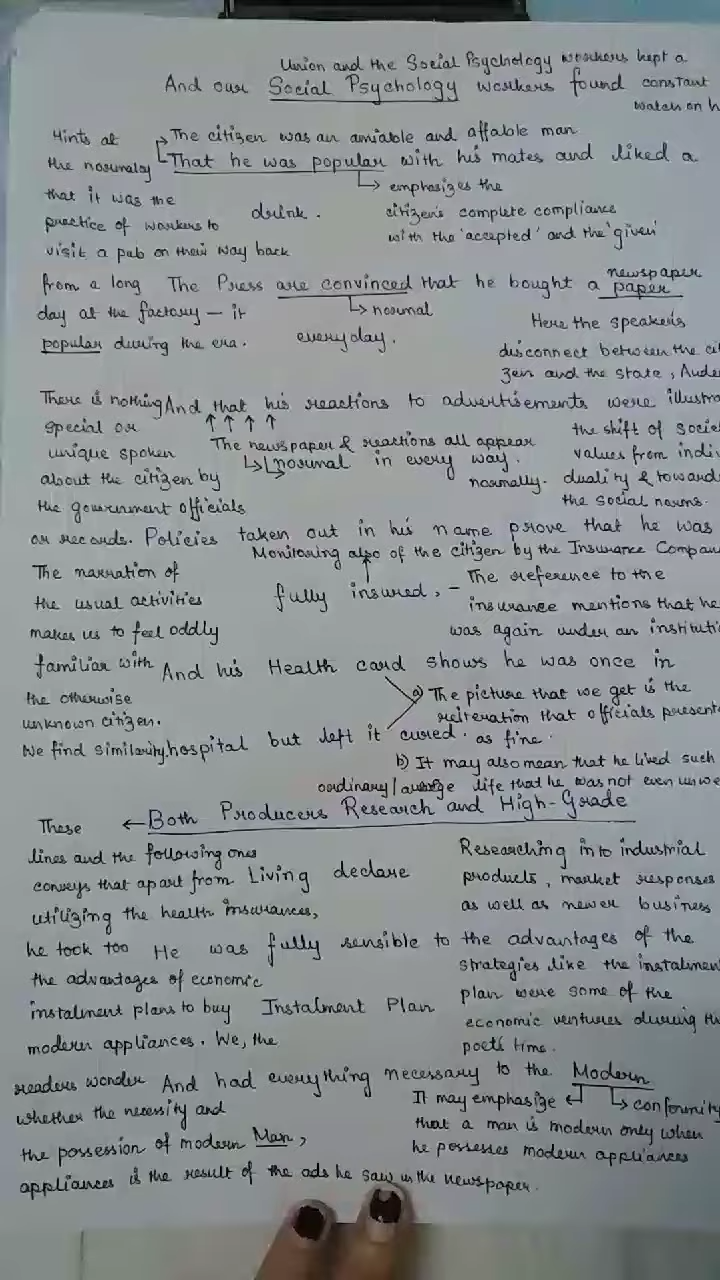 Union and the Social Psychology workers kept a
And our Social Psychology workers found constant
watch on h
Hints at The citizen was an amiable and affable man
the normalcy That he was popular with his mates and liked a
that it was the emphasizes the
practice of workers to drink. citizen's complete compliance
visit a pub on their way back with the 'accepted' and the 'given'
from a long The Press are convinced that he bought a newspaper paper
day at the factory – it normal Here the speakers
popular during the era. everyday. disconnect between the citi
zen and the state, Auden
There is nothing And that his reactions to advertisements were illustra
special or The newspaper & reactions all appear the shift of socie
unique spoken normal in every way. values from indivi
about the citizen by normally. duality & toward
the government officials the social norms.
or records. Policies taken out in his name prove that he was
Monitoring also of the citizen by the Insurance Compan
The narration of fully insured, – The reference to the
the usual activities insurance mentions that he
makes us to feel oddly was again under an instituti
familiar with And his Health card shows he was once in
the otherwise a) The picture that we get is the
unknown citizen. reiteration that officials present
We find similarity. hospital but left it cured. as fine.
b) It may also mean that he lived such
ordinary/average life that he was not even unwe
These ← Both Producers Research and High-Grade
lines and the following ones Researching into industrial
conveys that apart from Living declare products, market responses
utilizing the health insurances, as well as newer business
he took too He was fully sensible to the advantages of the
the advantages of economic strategies like the instalment
instalment plans to buy Instalment Plan plan were some of the
modern appliances. We, the economic ventures during th
poet's time.
readers wonder And had everything necessary to the Modern
whether the necessity and It may emphasize conformity
the possession of modern Man, that a man is modern only when
he possesses modern appliances
appliances is the result of the ads he saw in the newspaper.